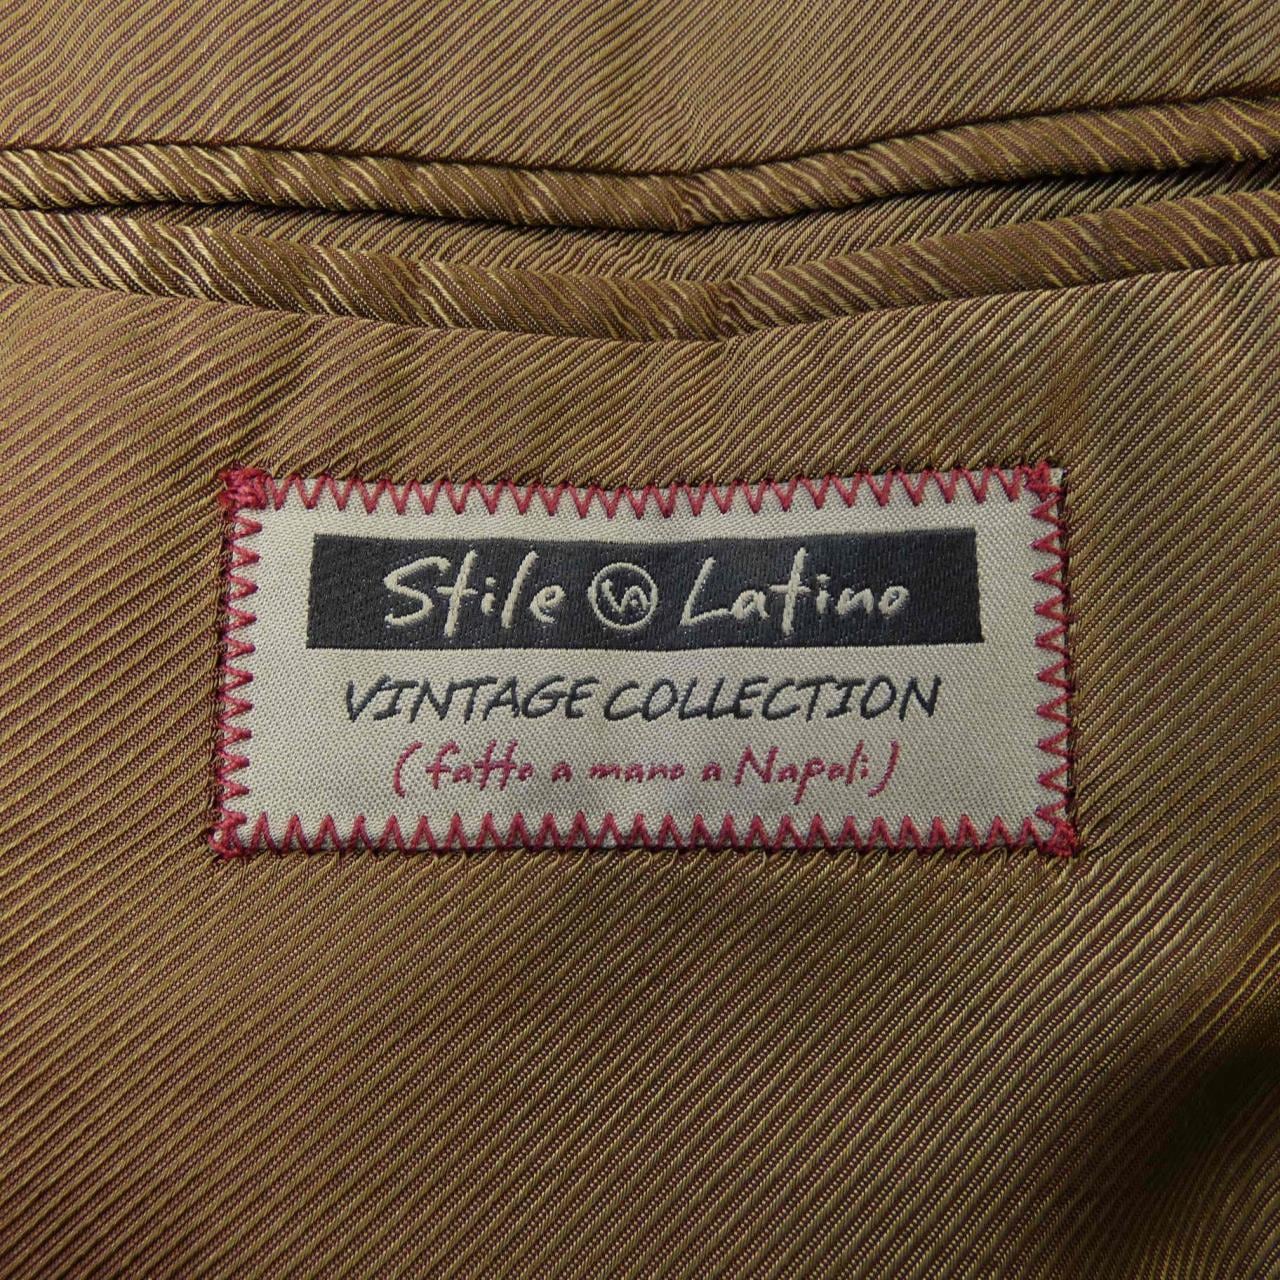 Stile Latino
VINTAGE COLLECTION
(fatto a mano a Napoli)